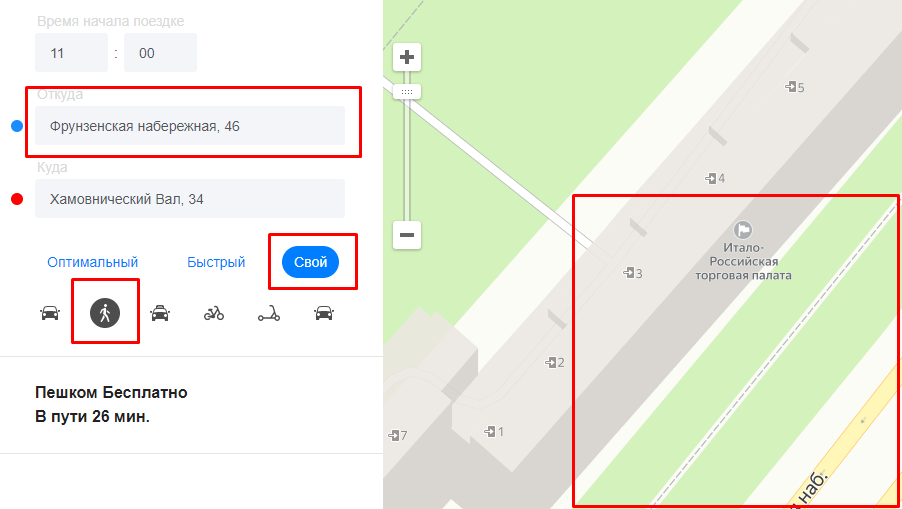 Время начала поездке
11 : 00
Откуда
Фрунзенская набережная, 46
Куда
Хамовнический Вал, 34
Оптимальный
Быстрый
Свой
Пешком Бесплатно
В пути 26 мин.
5
4
Итало-
Российская
торговая палата
3
2
1
7
наб.